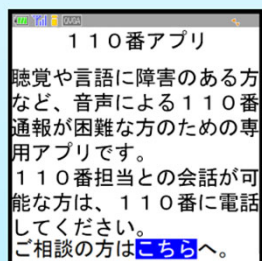 QVGA
110番アプリ
聴覚や言語に障害のある方
など、音声による110番
通報が困難な方のための専
用アプリです。
110番担当との会話が可
能な方は、110番に電話
してください。
ご相談の方はこちらへ。